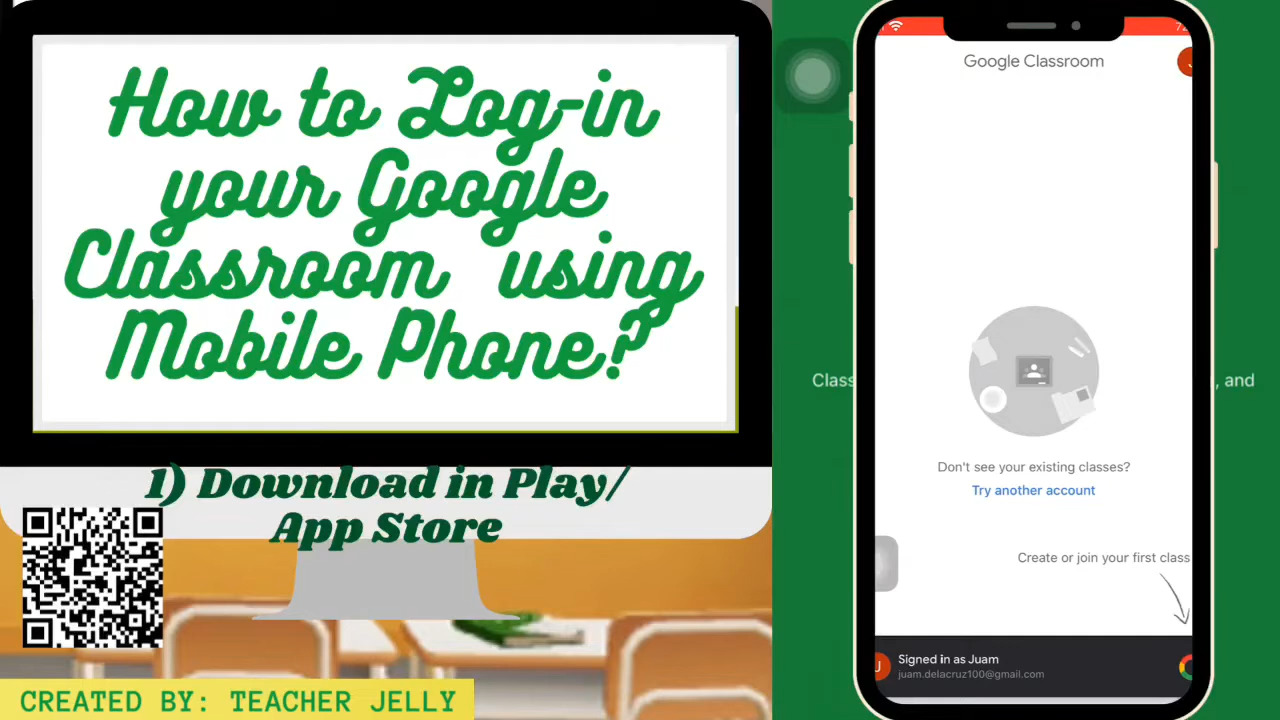 How to Log-in
your Google
Classroom using
Mobile Phone?
1) Download in Play/
App Store
CREATED BY: TEACHER JELLY
Google Classroom
J
Class
, and
Don't see your existing classes?
Try another account
Create or join your first class
J
Signed in as Juam
juam.delacruz100@gmail.com